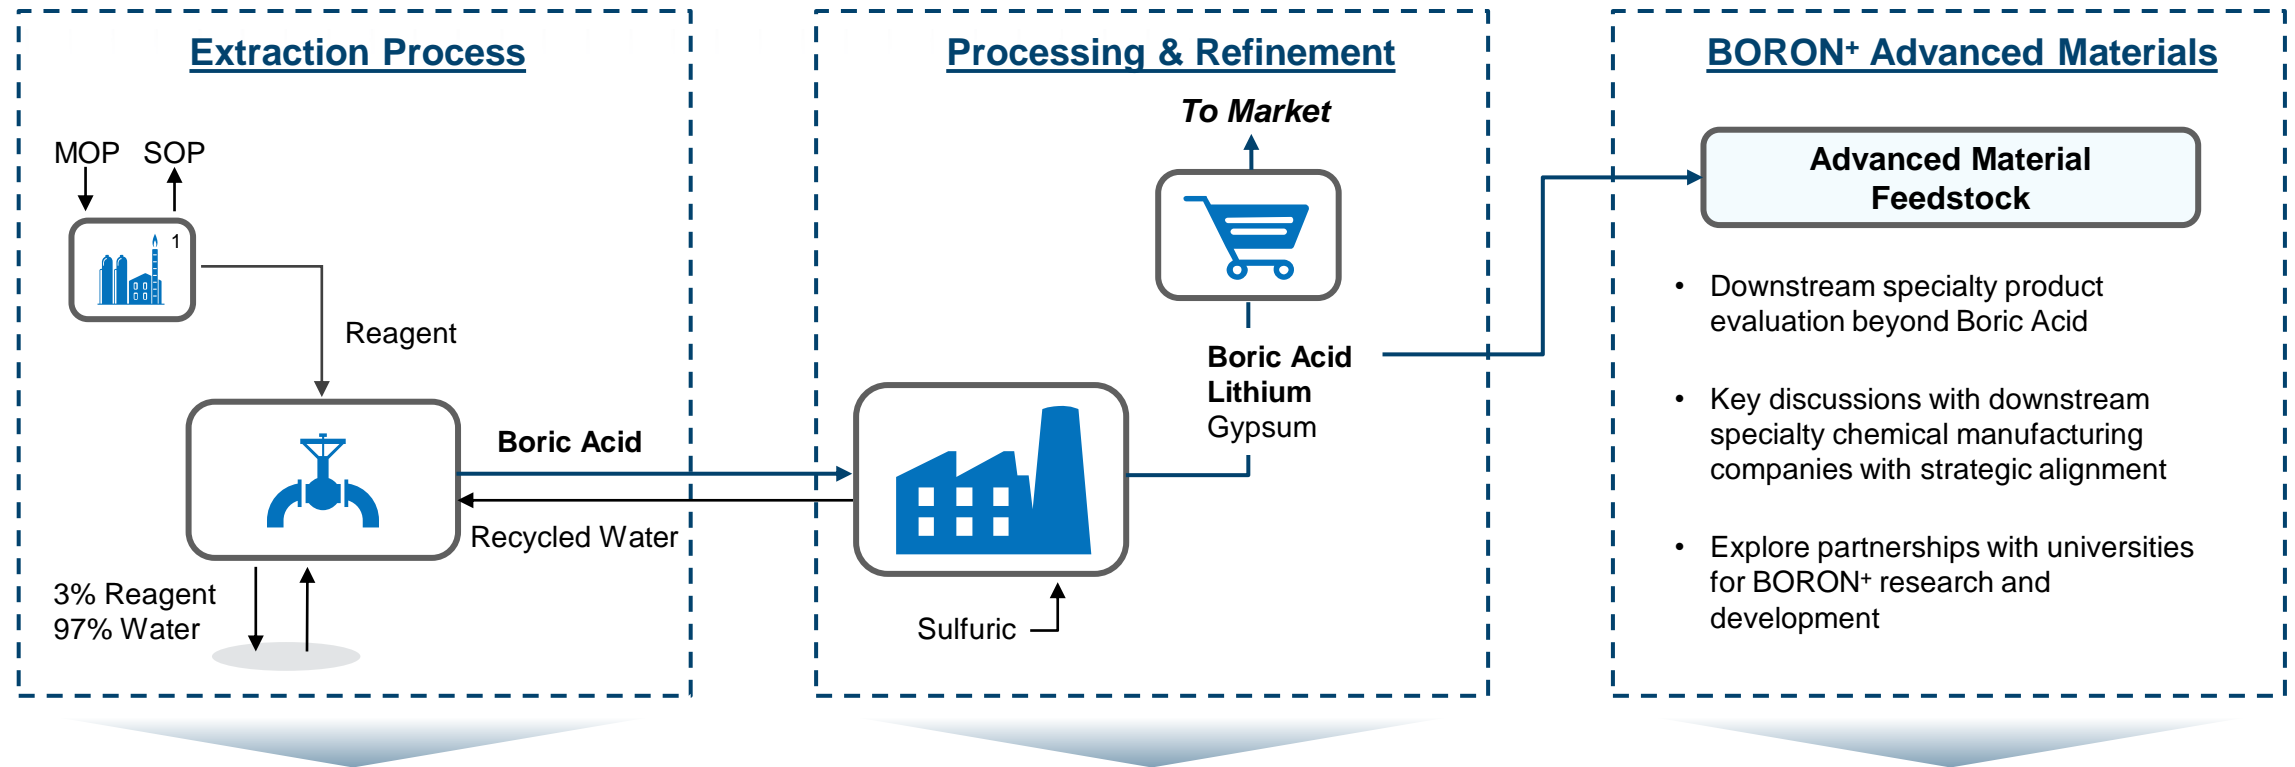 Extraction Process
MOP
SOP
1
Reagent
Boric Acid
Recycled Water
3% Reagent
97% Water
Processing & Refinement
To Market
Boric Acid
Lithium
Gypsum
Sulfuric
BORON⁺ Advanced Materials
Advanced Material
Feedstock
• Downstream specialty product
evaluation beyond Boric Acid
• Key discussions with downstream
specialty chemical manufacturing
companies with strategic alignment
• Explore partnerships with universities
for BORON⁺ research and
development